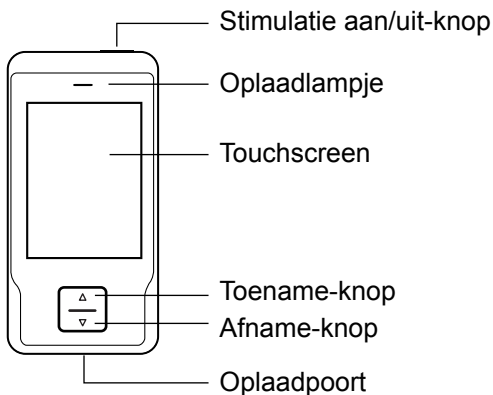 Stimulatie aan/uit-knop
Oplaadlampje
Touchscreen
Toename-knop
Afname-knop
Oplaadpoort